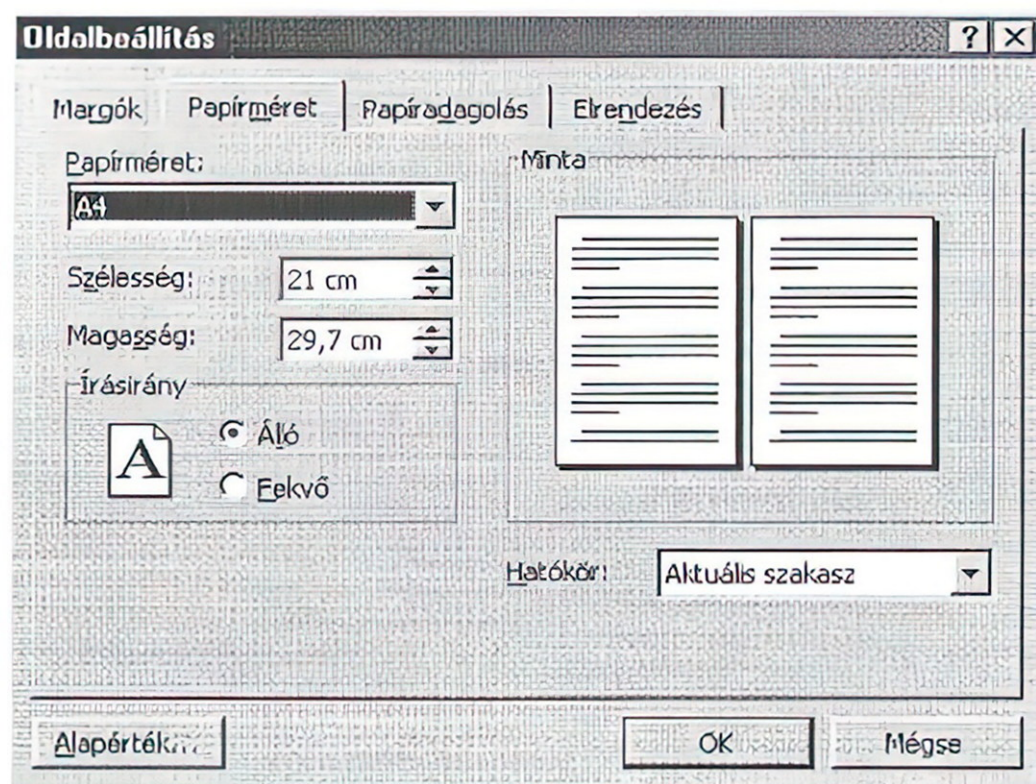 Oldalbeállítás
Margók Papírméret Papíradagolás Elrendezés
Papírméret:
A4
Szélesség: 21 cm
Magasság: 29,7 cm
Írásirány
A
Álló
Fekvő
Minta
Hatókör: Aktuális szakasz
Alapérték...
OK
Mégse